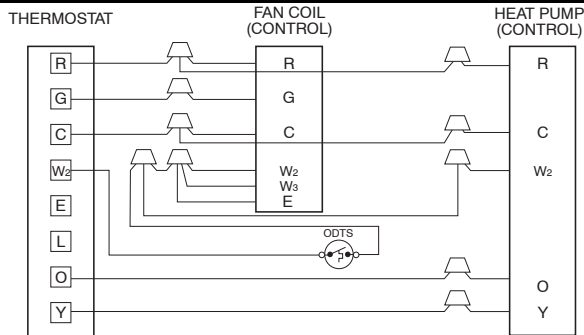 THERMOSTAT
FAN COIL
(CONTROL)
HEAT PUMP
(CONTROL)
R
G
C
W2
E
L
O
Y
R
G
C
W2
W3
E
ODTS
R
C
W2
O
Y